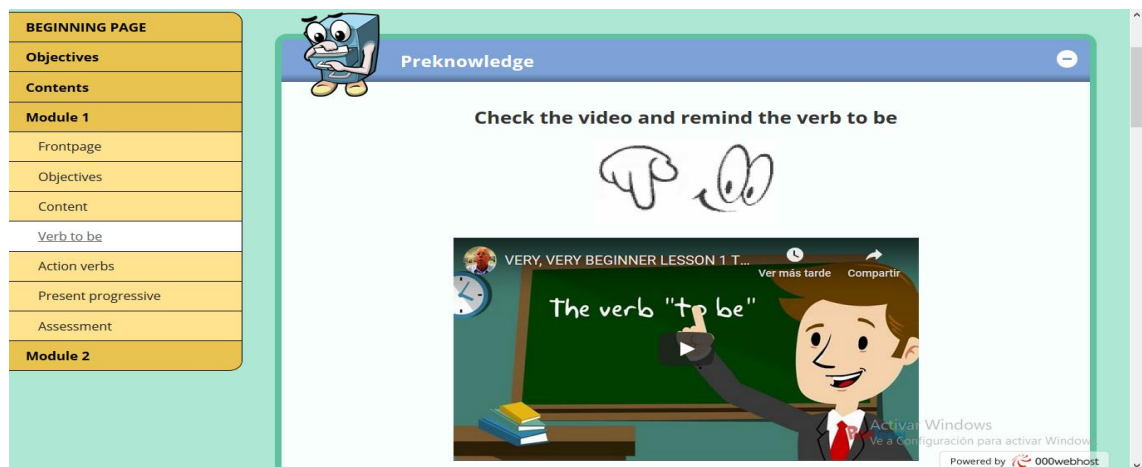 BEGINNING PAGE
Objectives
Contents
Module 1
Frontpage
Objectives
Content
Verb to be
Action verbs
Present progressive
Assessment
Module 2
Preknowledge
Check the video and remind the verb to be
VERY, VERY BEGINNER LESSON 1 T...
Ver más tarde
Compartir
The verb "to be"
Activar Windows
Ve a Configuración para activar Window
Powered by 000webhost